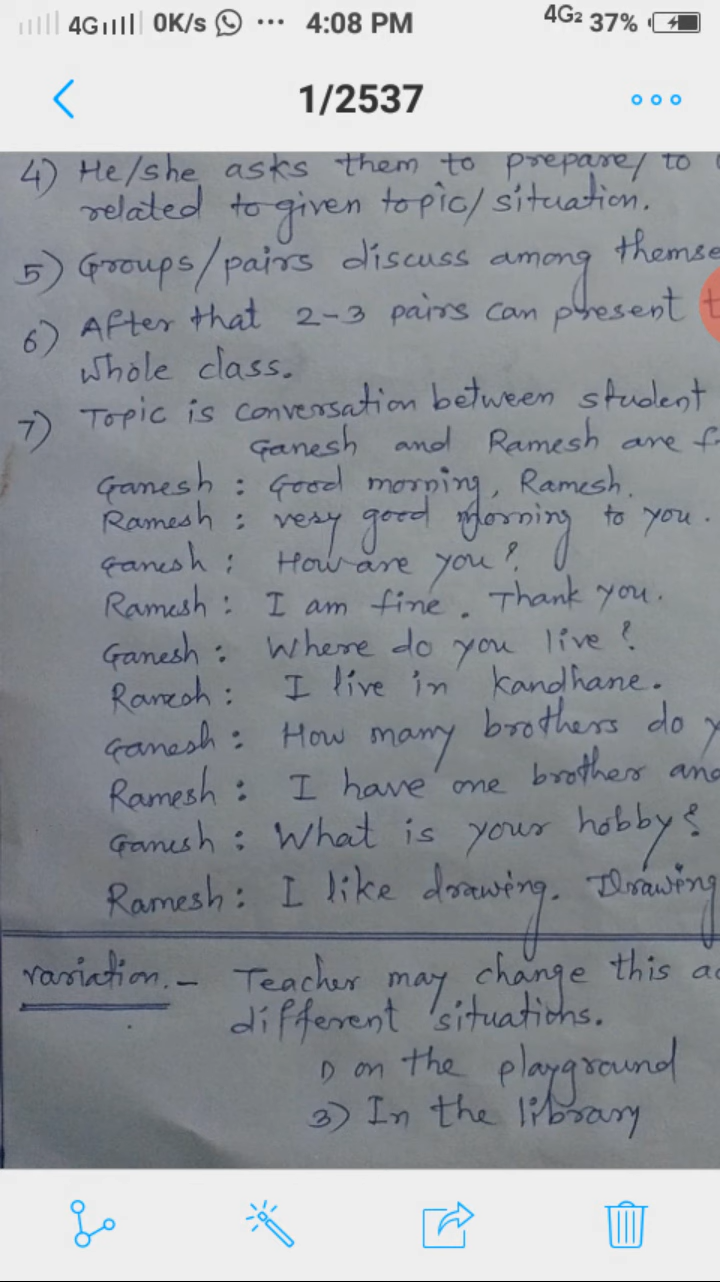 4G 0K/s ... 4:08 PM 4G2 37%
1/2537
4) He/she asks them to prepare/ to
related to given topic/situation.
5) Groups/pairs discuss among themse
6) After that 2-3 pairs can present t
whole class.
7) Topic is conversation between student
Ganesh and Ramesh are f
Ganesh : Good morning, Ramesh.
Ramesh : very good morning to you.
Ganesh : How are you?
Ramesh : I am fine. Thank you.
Ganesh : Where do you live?
Ramesh : I live in kandhane.
Ganesh : How many brothers do y
Ramesh : I have one brother and
Ganesh : What is your hobby?
Ramesh : I like drawing. Drawing
variation. - Teacher may change this ac
different situations.
1) on the playground
3) In the library